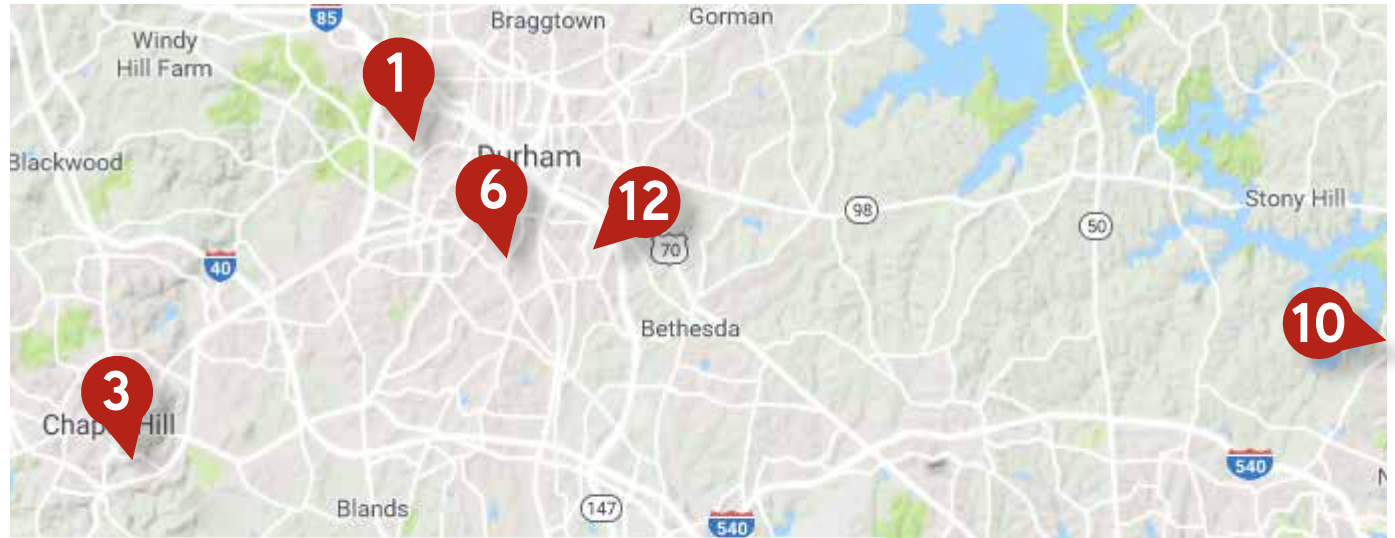 85
Braggtown
Gorman
Windy
Hill Farm
1
Blackwood
Durham
6
12
98
Stony Hill
50
70
40
10
Bethesda
3
Chap Hill
540
Blands
147
540
N